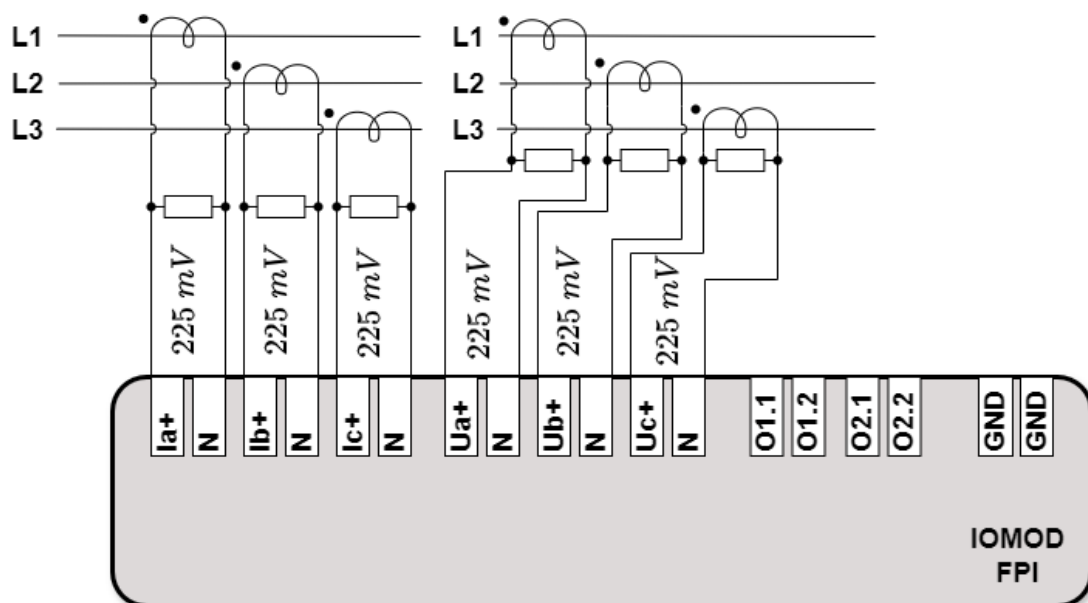 L1
L2
L3
L1
L2
L3
225 mV
225 mV
225 mV
225 mV
225 mV
225 mV
Ia+
N
Ib+
N
Ic+
N
Ua+
N
Ub+
N
Uc+
N
O1.1
O1.2
O2.1
O2.2
GND
GND
IOMOD
FPI